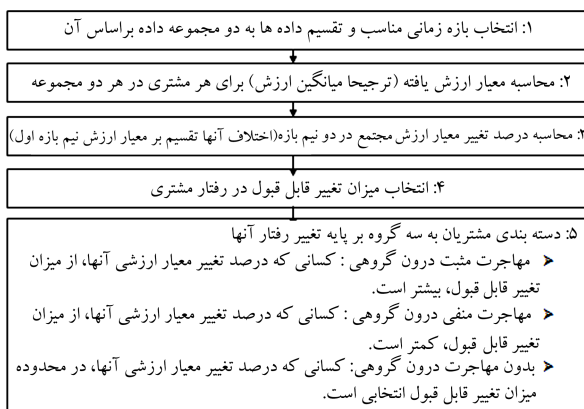 ۱: انتخاب بازه زمانی مناسب و تقسیم داده ها به دو مجموعه داده براساس آن
۲: محاسبه معیار ارزش یافته (ترجیحا میانگین ارزش) برای هر مشتری در هر دو مجموعه
۳: محاسبه درصد تغییر معیار ارزش مجتمع در دو نیم بازه(اختلاف آنها تقسیم بر معیار ارزش نیم بازه اول)
۴: انتخاب میزان تغییر قابل قبول در رفتار مشتری
۵: دسته بندی مشتریان به سه گروه بر پایه تغییر رفتار آنها
➤ مهاجرت مثبت درون گروهی : کسانی که درصد تغییر معیار ارزشی آنها، از میزان
تغییر قابل قبول، بیشتر است.
➤ مهاجرت منفی درون گروهی : کسانی که درصد تغییر معیار ارزشی آنها، از میزان
تغییر قابل قبول، کمتر است.
➤ بدون مهاجرت درون گروهی: کسانی که درصد تغییر معیار ارزشی آنها، در محدوده
میزان تغییر قابل قبول انتخابی است.